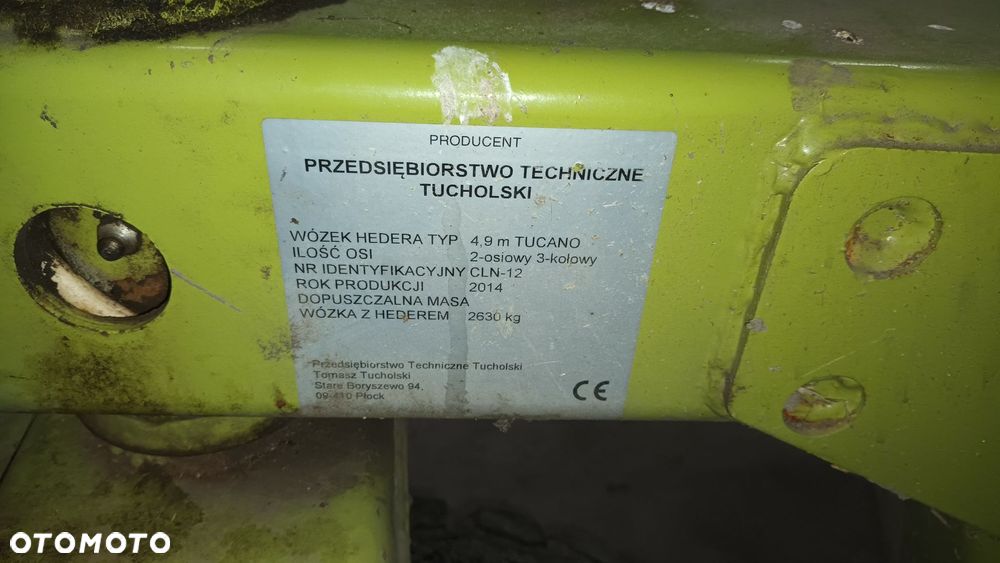 PRODUCENT
PRZEDSIĘBIORSTWO TECHNICZNE
TUCHOLSKI
WÓZEK HEDERA TYP 4,9 m TUCANO
ILOŚĆ OSI 2-osiowy 3-kołowy
NR IDENTYFIKACYJNY CLN-12
ROK PRODUKCJI 2014
DOPUSZCZALNA MASA
WÓZKA Z HEDEREM 2630 kg
Przedsiębiorstwo Techniczne Tucholski
Tomasz Tucholski
Stare Boryszewo 94,
09-410 Płock
CE
OTOMOTO